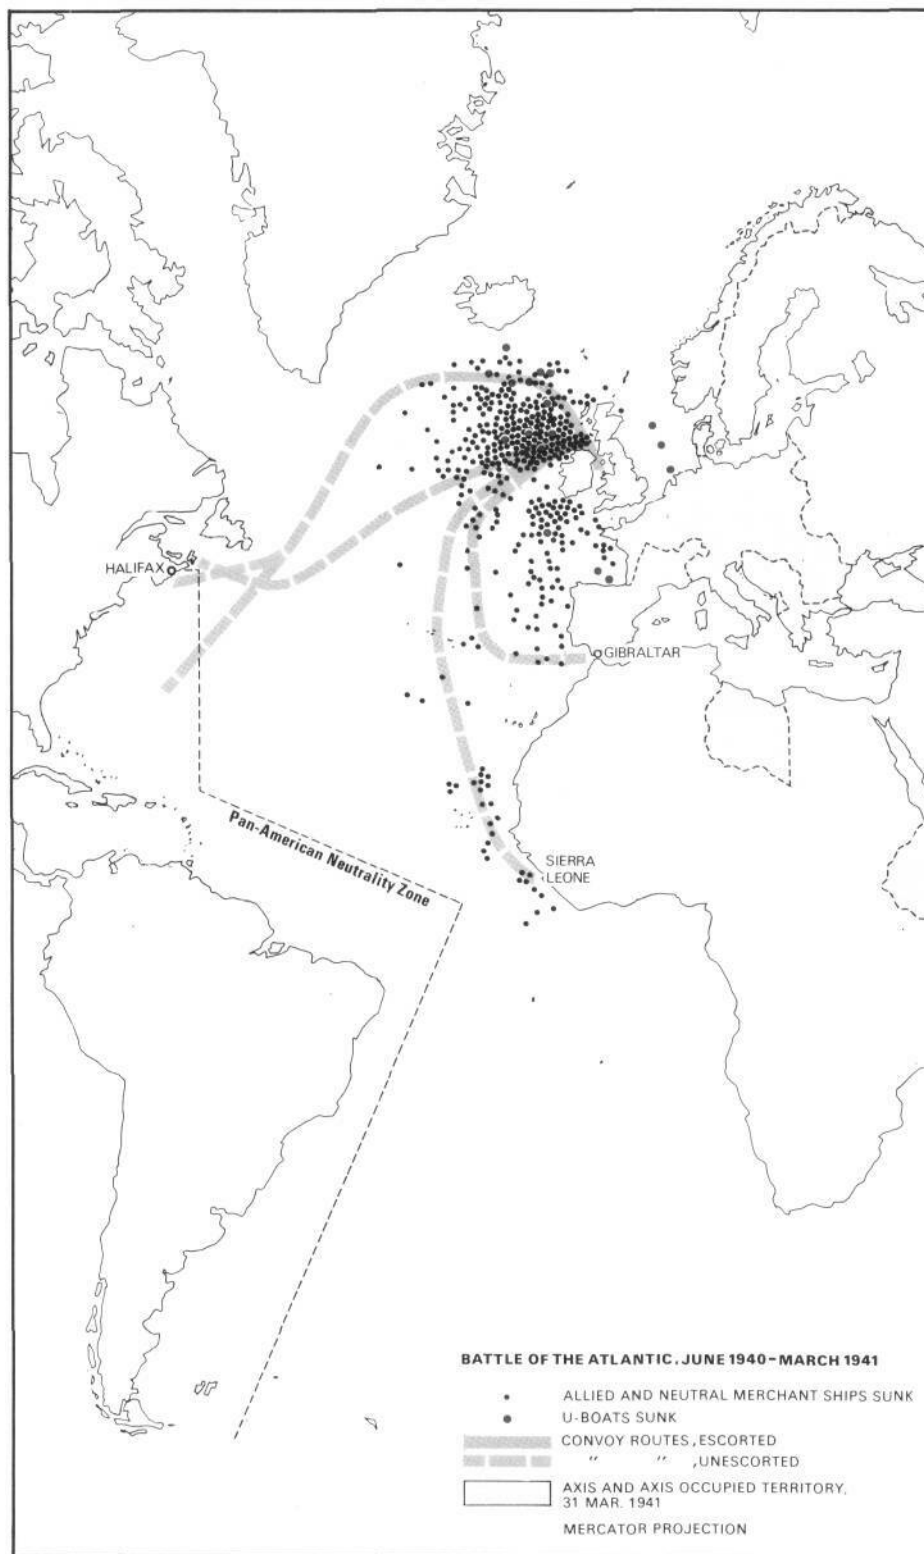 HALIFAX
GIBRALTAR
Pan-American Neutrality Zone
SIERRA
LEONE
BATTLE OF THE ATLANTIC, JUNE 1940–MARCH 1941
ALLIED AND NEUTRAL MERCHANT SHIPS SUNK
U-BOATS SUNK
CONVOY ROUTES, ESCORTED
" " , UNESCORTED
AXIS AND AXIS OCCUPIED TERRITORY,
31 MAR. 1941
MERCATOR PROJECTION